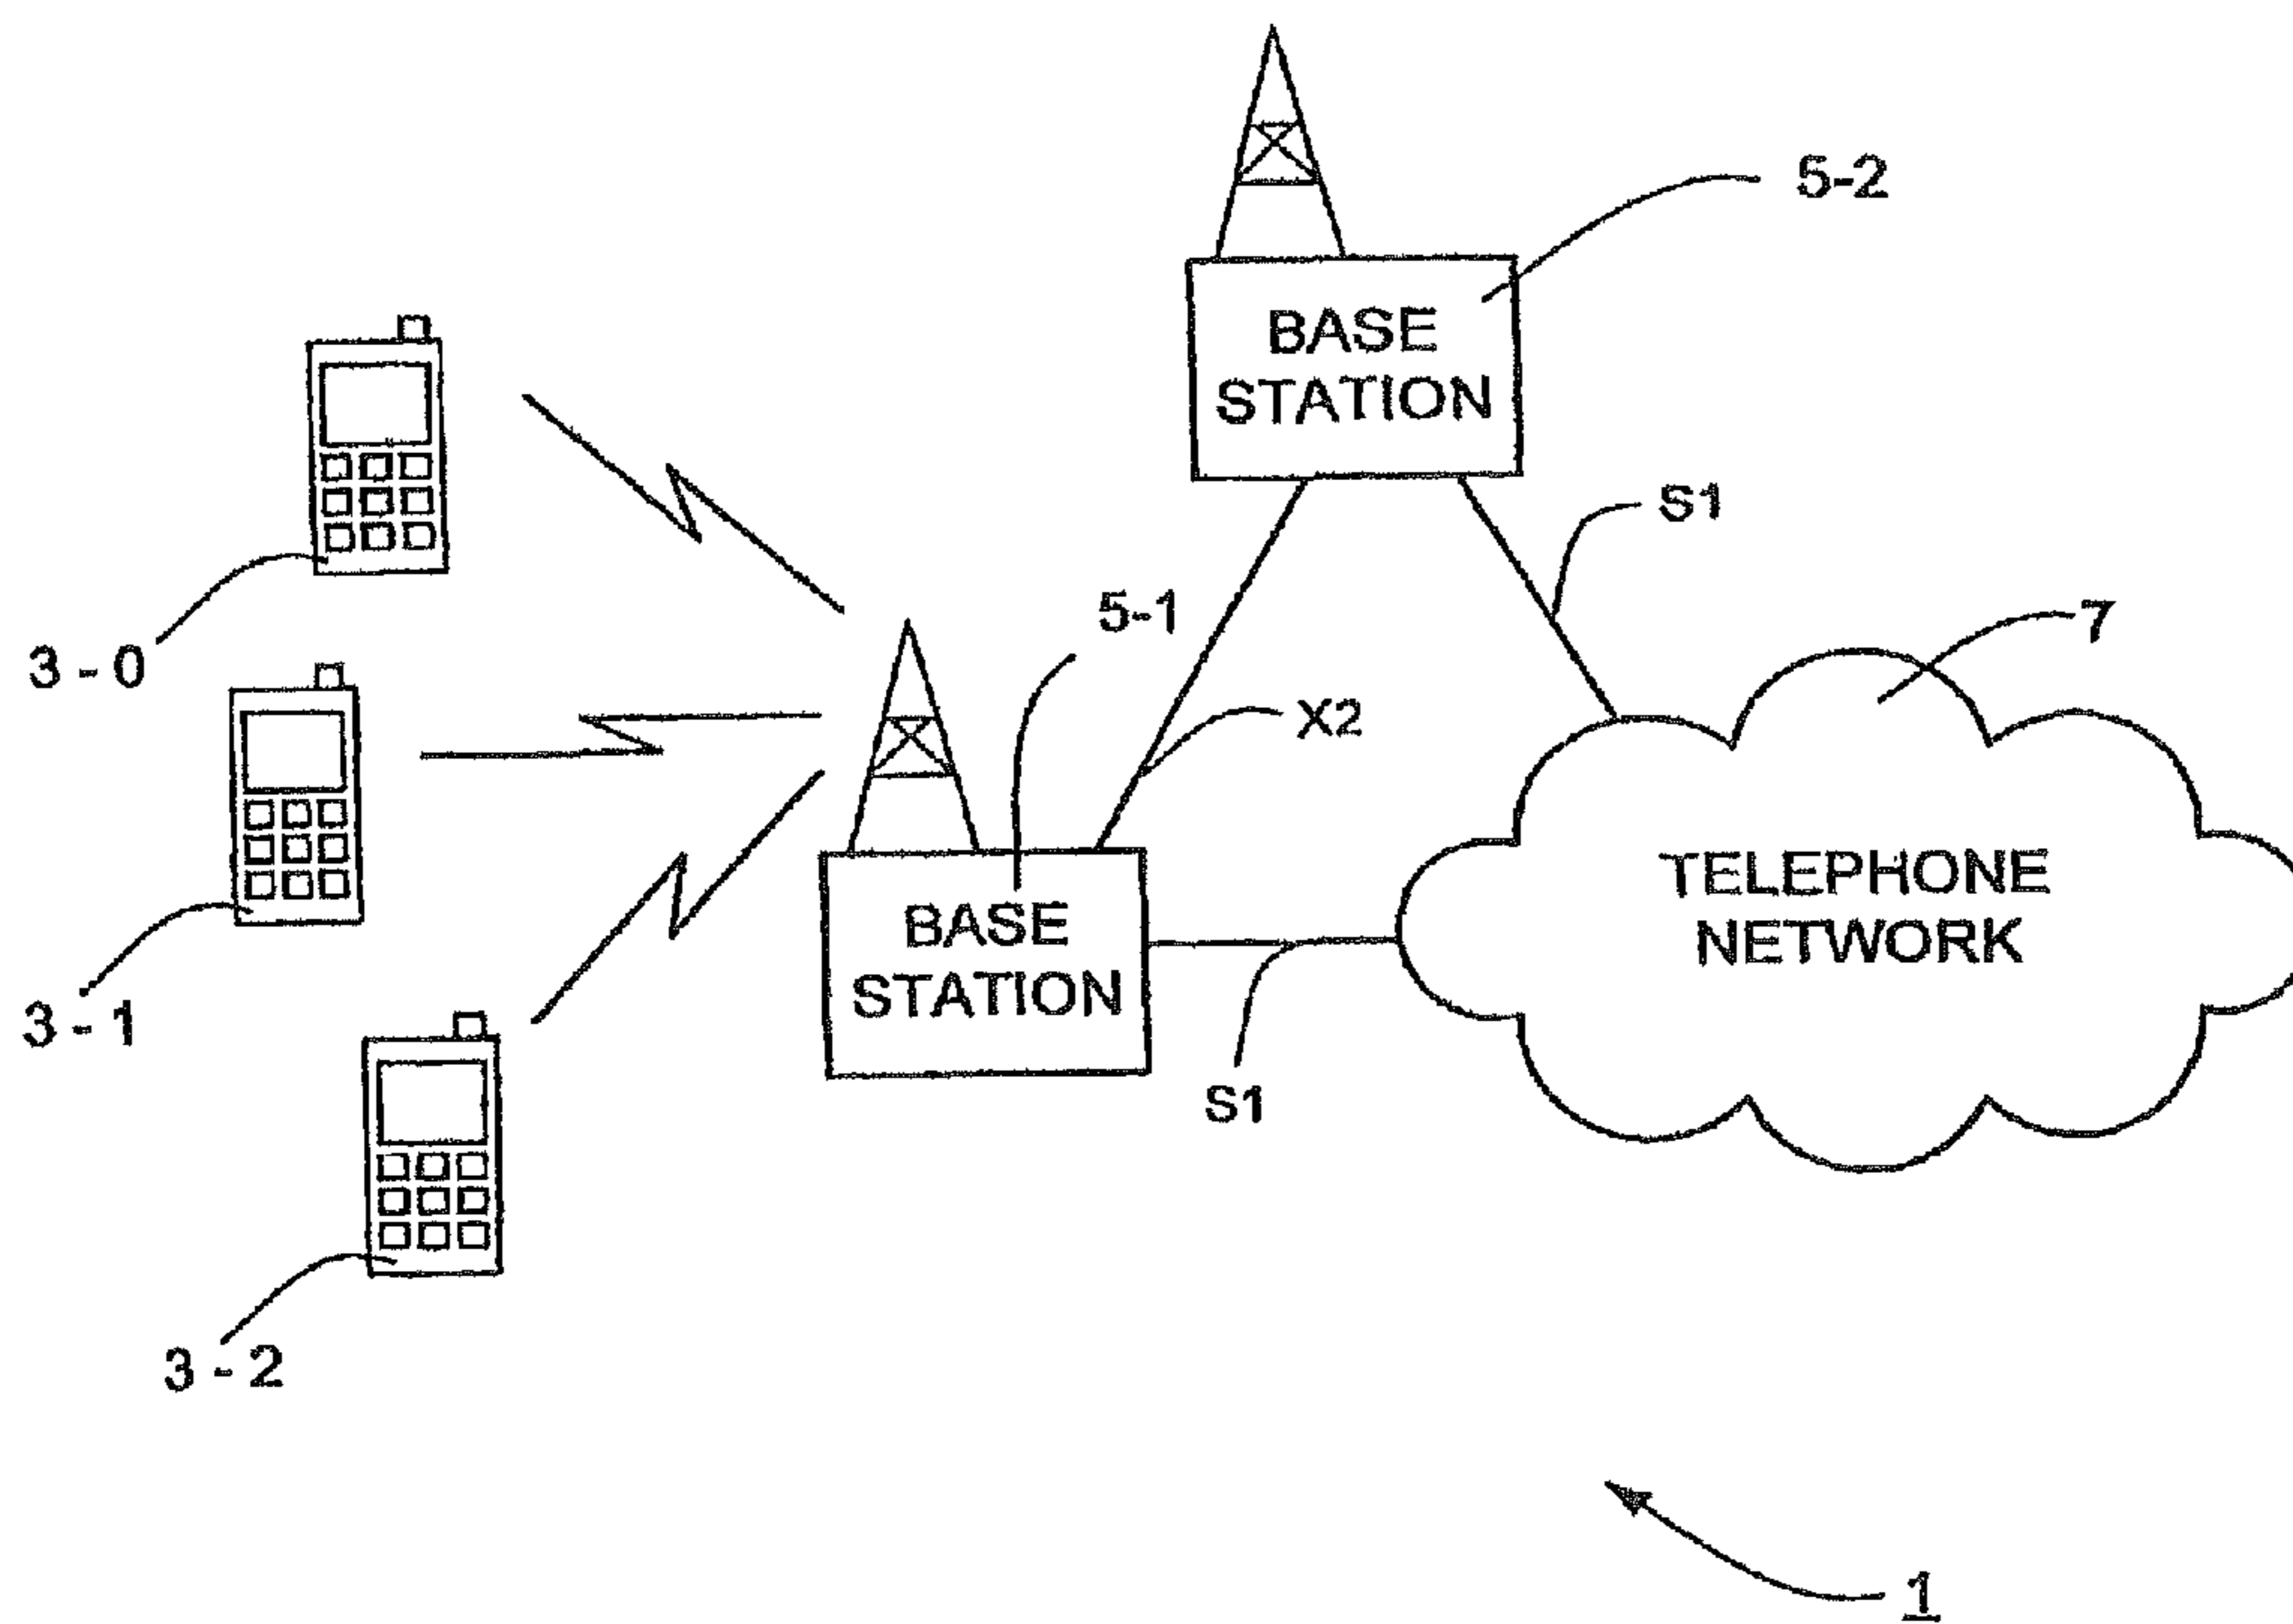 5-2
BASE
STATION
S1
5-1
7
3-0
X2
TELEPHONE
NETWORK
BASE
STATION
3-1
S1
3-2
1